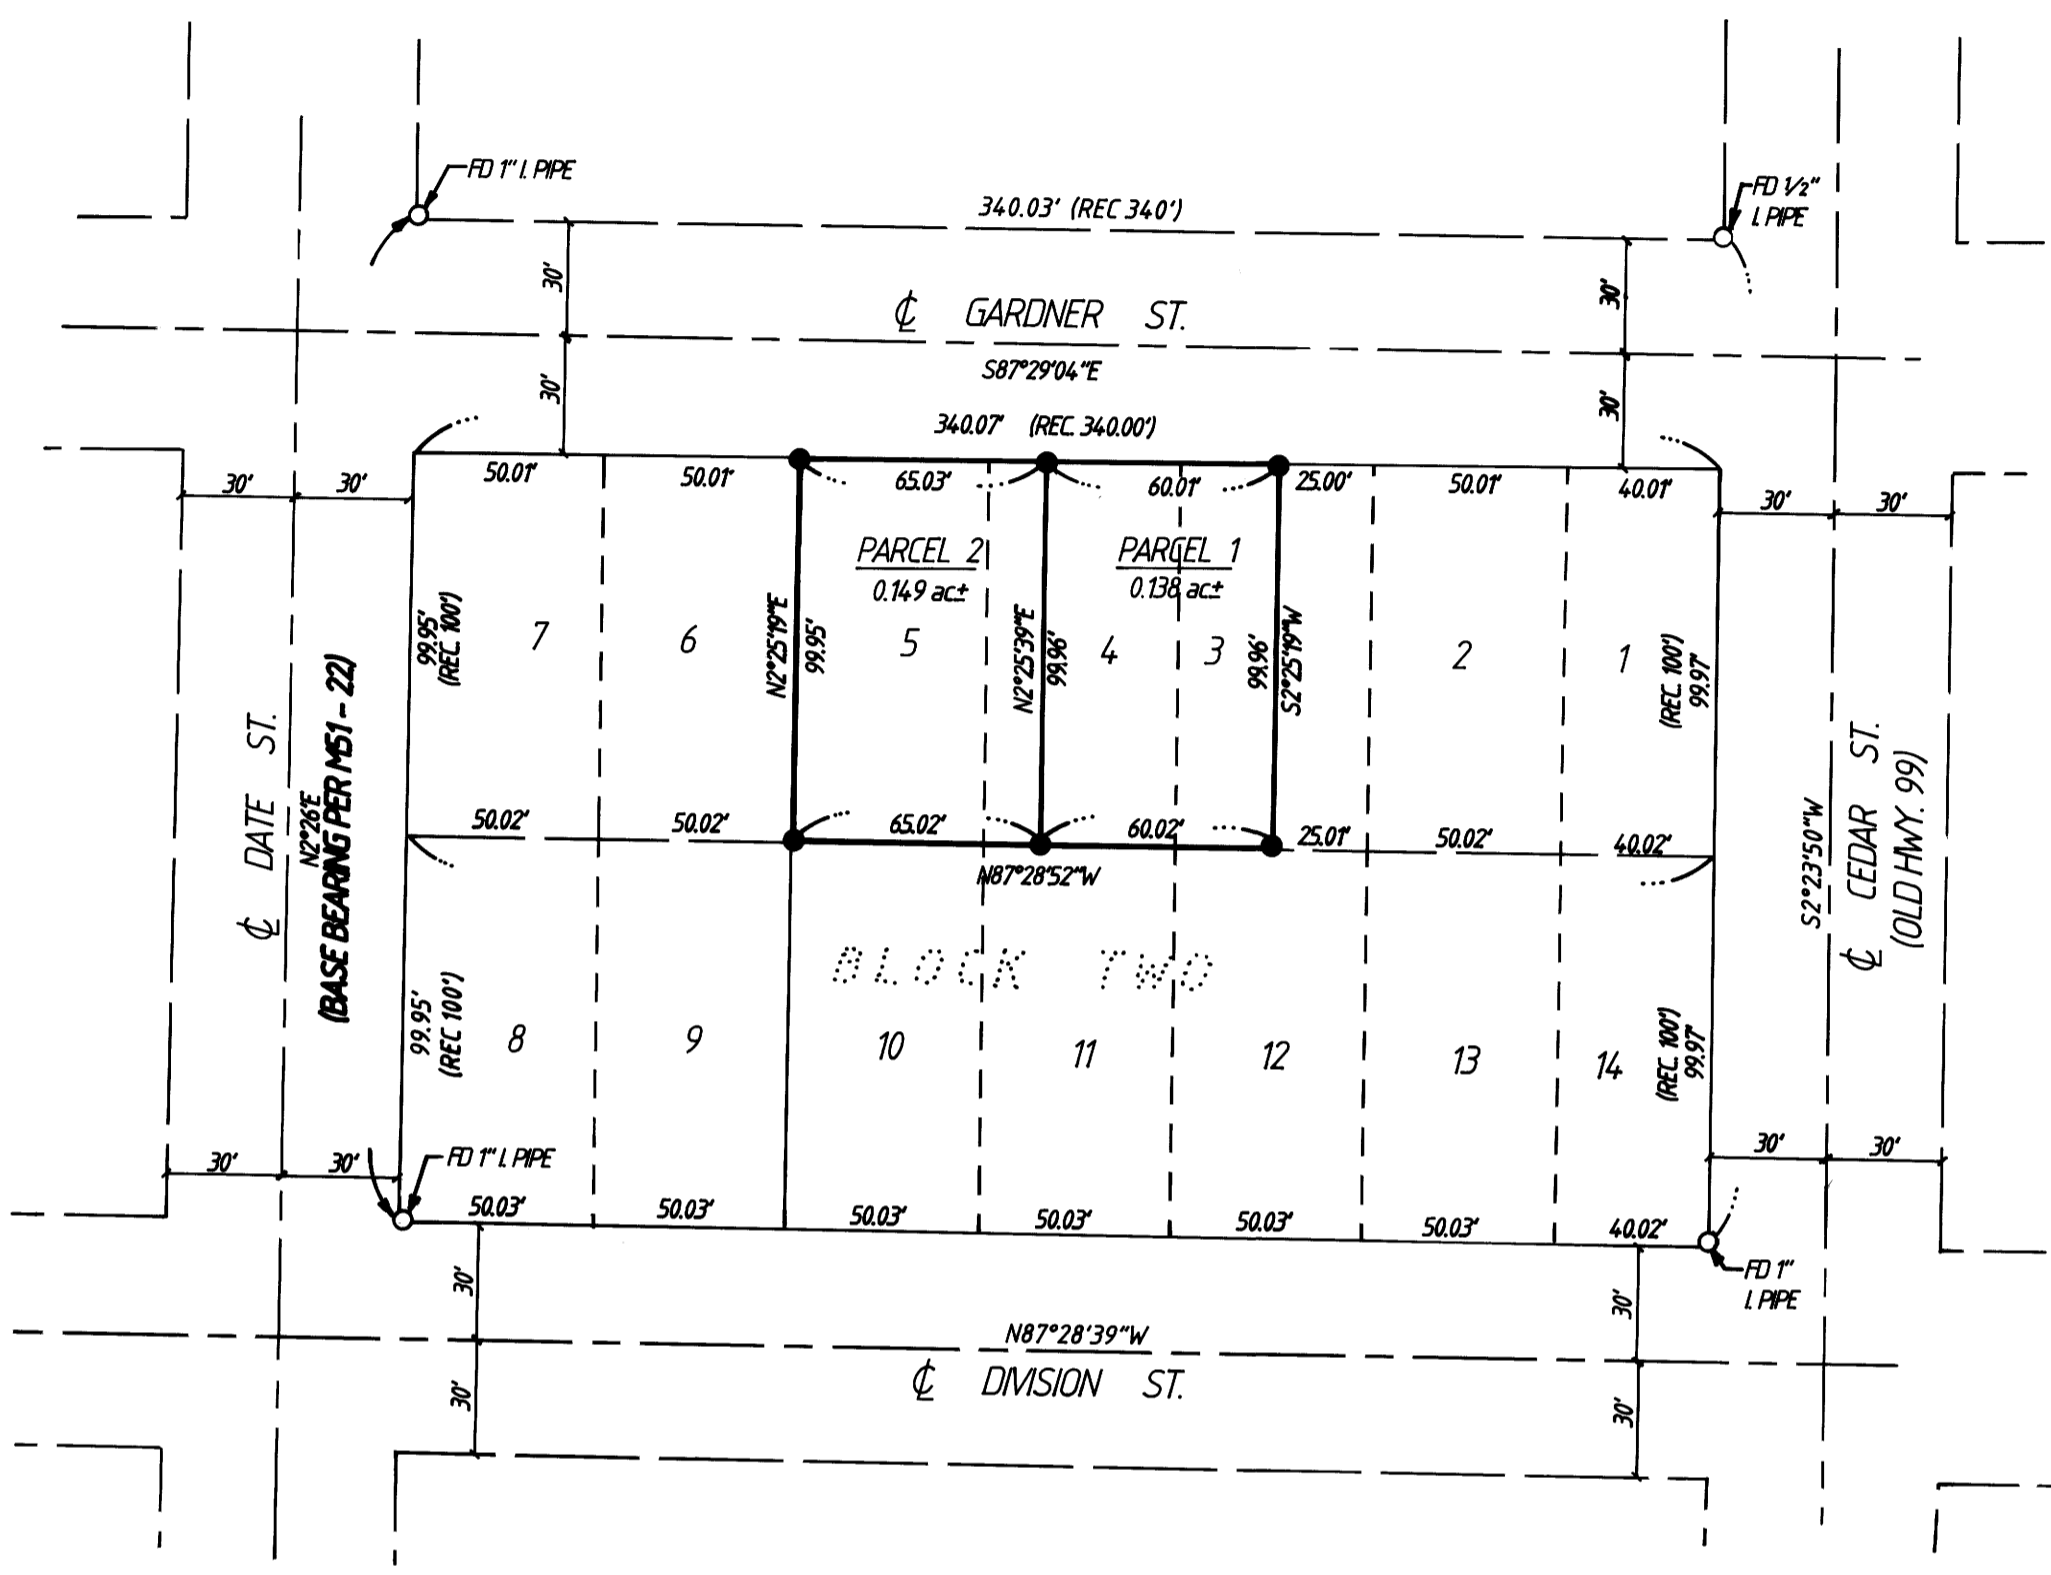 FD 1" I. PIPE
340.03' (REC 340')
FD 1/2"
I. PIPE
30'
30'
℄ GARDNER ST.
S87°29'04"E
30'
30'
340.07' (REC. 340.00')
30'
30'
50.01'
50.01'
65.03'
60.01'
25.00'
50.01'
40.01'
30'
30'
PARCEL 2
0.149 ac±
PARCEL 1
0.138 ac±
99.95'
(REC. 100')
7
6
N2°25'19"E
99.95'
5
N2°25'39"E
99.96'
4
3
99.96'
S2°25'19"W
2
1
(REC. 100')
99.97'
℄ DATE ST.
N2°26'E
(BASE BEARING PER M51-22)
50.02'
50.02'
65.02'
60.02'
25.01'
50.02'
40.02'
N87°28'52"W
S2°23'50"W
℄ CEDAR ST.
(OLD HWY. 99)
BLOCK TWO
99.95'
(REC 100')
8
9
10
11
12
13
14
(REC. 100')
99.97'
30'
30'
FD 1" I. PIPE
30'
30'
50.03'
50.03'
50.03'
50.03'
50.03'
50.03'
40.02'
FD 1"
I. PIPE
30'
30'
N87°28'39"W
℄ DIVISION ST.
30'
30'